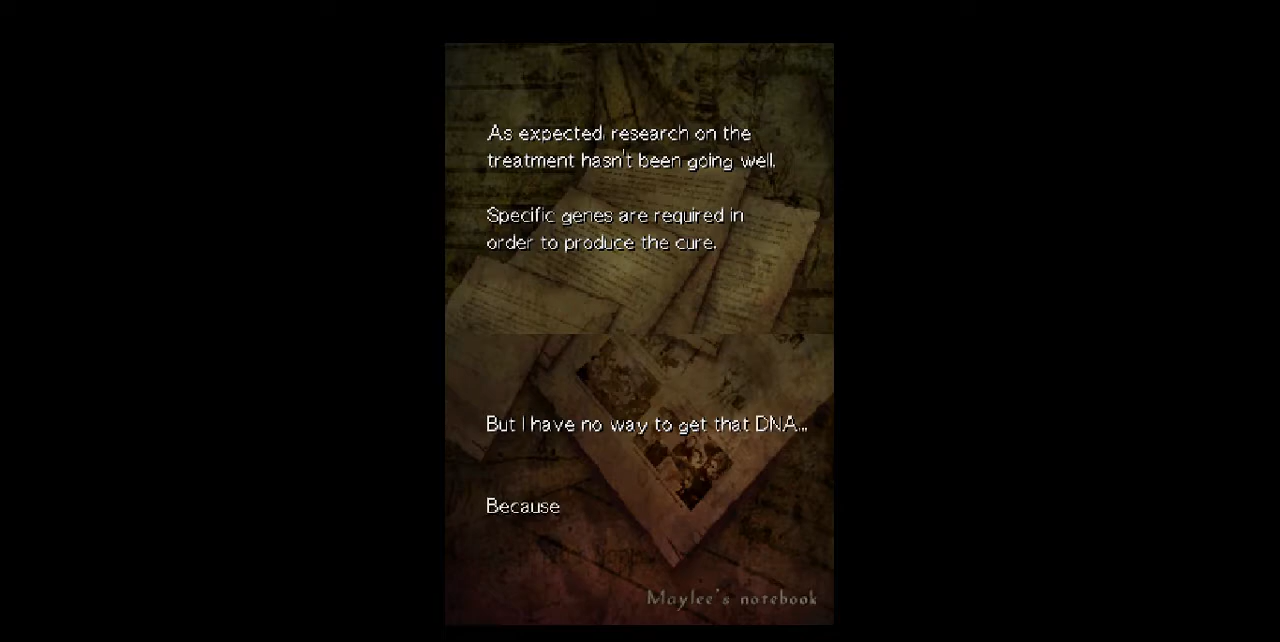 As expected, research on the
treatment hasn't been going well.
Specific genes are required in
order to produce the cure.
But I have no way to get that DNA...
Because
Maylee's notebook